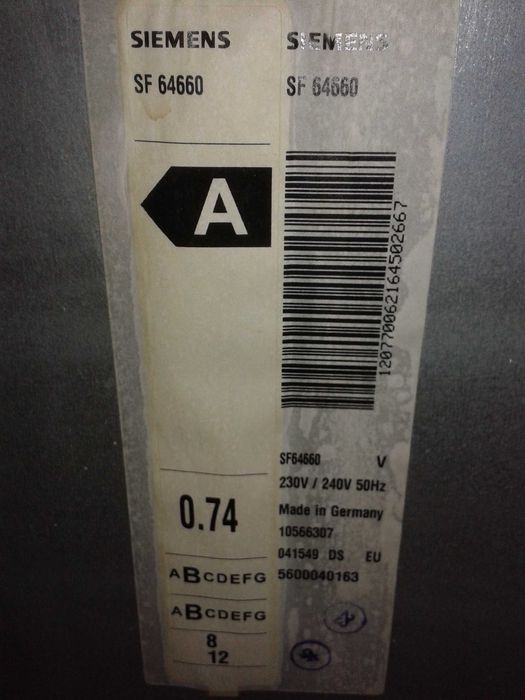 SIEMENS
SF 64660
A
0.74
ABCDEFG
ABCDEFG
8
12
SIEMENS
SF 64660
120770062164502667
SF64660 V
230V / 240V 50Hz
Made in Germany
10566307
041549 DS EU
5600040163